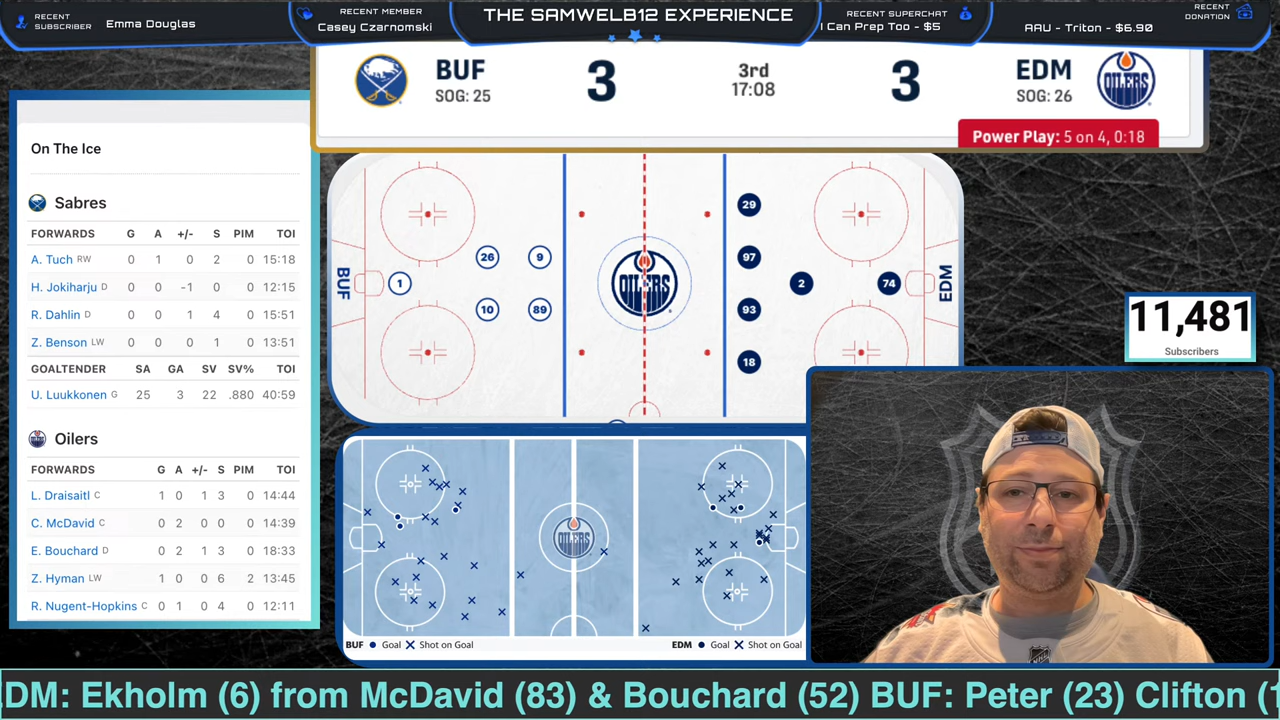 RECENT SUBSCRIBER
Emma Douglas
RECENT MEMBER
Casey Czarnomski
THE SAMWELB12 EXPERIENCE
RECENT SUPERCHAT
I Can Prep Too - $5
RECENT DONATION
AAU - Triton - $6.90
BUF
SOG: 25
3
3rd
17:08
3
EDM
SOG: 26
OILERS
Power Play: 5 on 4, 0:18
On The Ice
Sabres
FORWARDS G A +/- S PIM TOI
A. Tuch RW 0 1 0 2 0 15:18
H. Jokiharju D 0 0 -1 0 0 12:15
R. Dahlin D 0 0 1 4 0 15:51
Z. Benson LW 0 0 0 1 0 13:51
GOALTENDER SA GA SV SV% TOI
U. Luukkonen G 25 3 22 .880 40:59
Oilers
FORWARDS G A +/- S PIM TOI
L. Draisaitl C 1 0 1 3 0 14:44
C. McDavid C 0 2 0 0 0 14:39
E. Bouchard D 0 2 1 3 0 18:33
Z. Hyman LW 1 0 0 6 2 13:45
R. Nugent-Hopkins C 0 1 0 4 0 12:11
BUF
1
26
9
10
89
OILERS
29
97
93
18
2
74
EDM
OILERS
BUF Goal Shot on Goal
EDM Goal Shot on Goal
11,481
Subscribers
NHL
DM: Ekholm (6) from McDavid (83) & Bouchard (52) BUF: Peter (23) Clifton (1